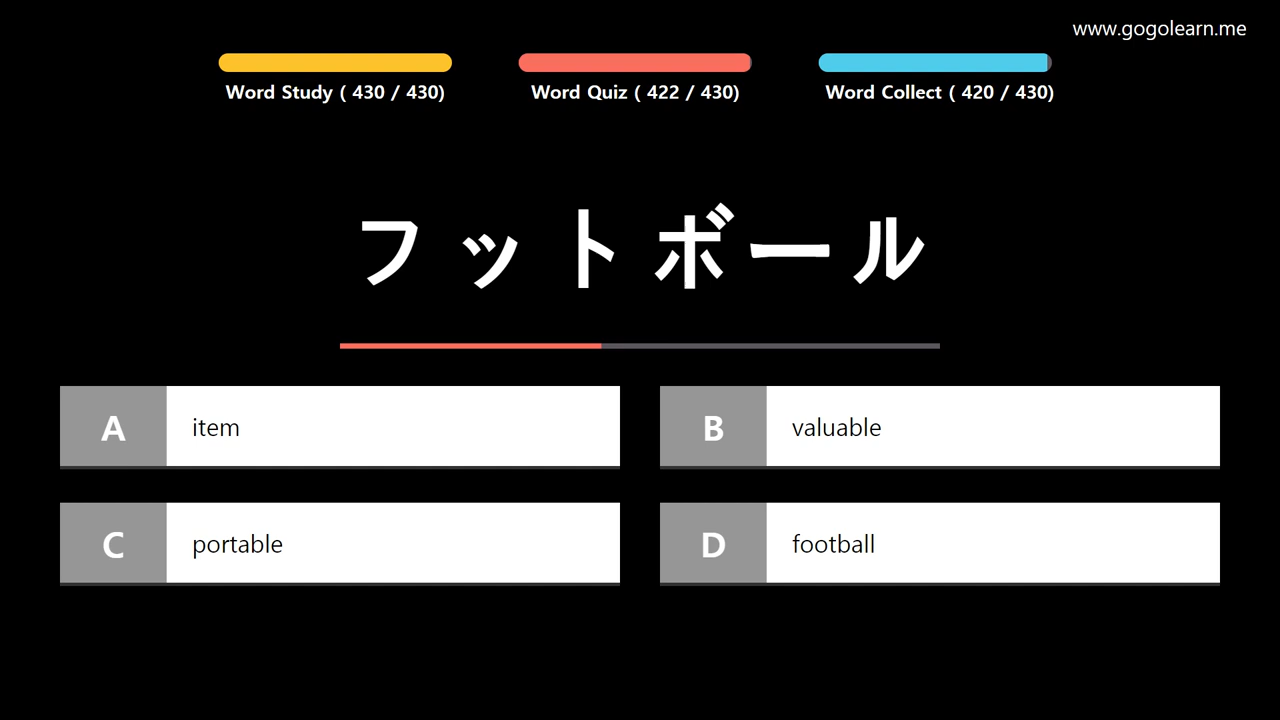 www.gogolearn.me
Word Study ( 430 / 430)
Word Quiz ( 422 / 430)
Word Collect ( 420 / 430)
フットボール
A item
B valuable
C portable
D football